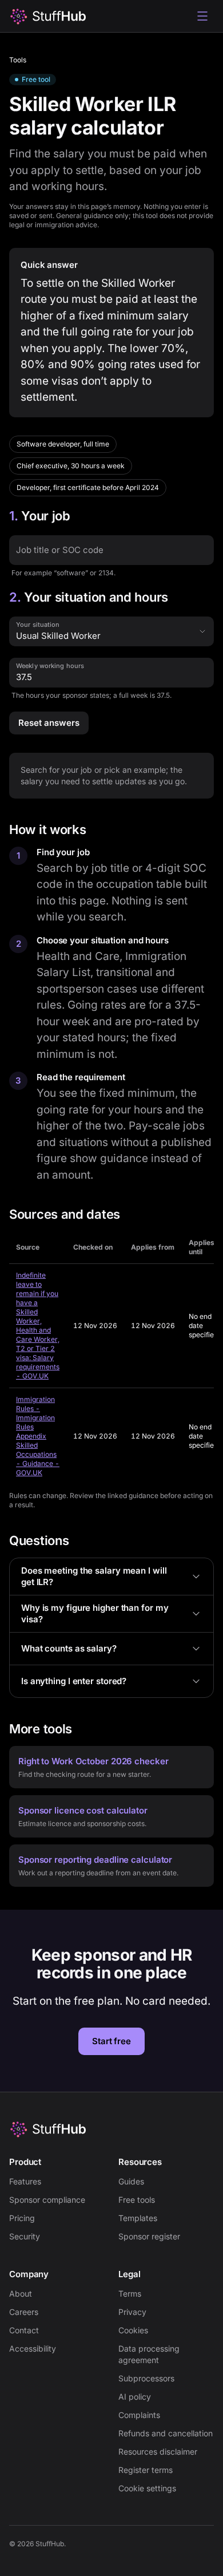 StuffHub
Tools
Free tool
Skilled Worker ILR
salary calculator
Find the salary you must be paid when
you apply to settle, based on your job
and working hours.
Your answers stay in this page's memory. Nothing you enter is
saved or sent. General guidance only; this tool does not provide
legal or immigration advice.
Quick answer
To settle on the Skilled Worker
route you must be paid at least the
higher of a fixed minimum salary
and the full going rate for your job
when you apply. The lower 70%,
80% and 90% going rates used for
some visas don't apply to
settlement.
Software developer, full time
Chief executive, 30 hours a week
Developer, first certificate before April 2024
1. Your job
Job title or SOC code
For example "software" or 2134.
2. Your situation and hours
Your situation
Usual Skilled Worker
Weekly working hours
37.5
The hours your sponsor states; a full week is 37.5.
Reset answers
Search for your job or pick an example; the
salary you need to settle updates as you go.
How it works
1
Find your job
Search by job title or 4-digit SOC
code in the occupation table built
into this page. Nothing is sent
while you search.
2
Choose your situation and hours
Health and Care, Immigration
Salary List, transitional and
sportsperson cases use different
rules. Going rates are for a 37.5-
hour week and are pro-rated by
your stated hours; the fixed
minimum is not.
3
Read the requirement
You see the fixed minimum, the
going rate for your hours and the
higher of the two. Pay-scale jobs
and situations without a published
figure show guidance instead of
an amount.
Sources and dates
Source Checked on Applies from Applies until
Indefinite
leave to
remain if you
have a
Skilled
Worker,
Health and
Care Worker,
T2 or Tier 2
visa: Salary
requirements
- GOV.UK
12 Nov 2026
12 Nov 2026
No end
date
specifie
Immigration
Rules -
Immigration
Rules
Appendix
Skilled
Occupations
- Guidance -
GOV.UK
12 Nov 2026
12 Nov 2026
No end
date
specifie
Rules can change. Review the linked guidance before acting on
a result.
Questions
Does meeting the salary mean I will
get ILR?
Why is my figure higher than for my
visa?
What counts as salary?
Is anything I enter stored?
More tools
Right to Work October 2026 checker
Find the checking route for a new starter.
Sponsor licence cost calculator
Estimate licence and sponsorship costs.
Sponsor reporting deadline calculator
Work out a reporting deadline from an event date.
Keep sponsor and HR
records in one place
Start on the free plan. No card needed.
Start free
StuffHub
Product
Features
Sponsor compliance
Pricing
Security
Resources
Guides
Free tools
Templates
Sponsor register
Company
About
Careers
Contact
Accessibility
Legal
Terms
Privacy
Cookies
Data processing
agreement
Subprocessors
AI policy
Complaints
Refunds and cancellation
Resources disclaimer
Register terms
Cookie settings
© 2026 StuffHub.